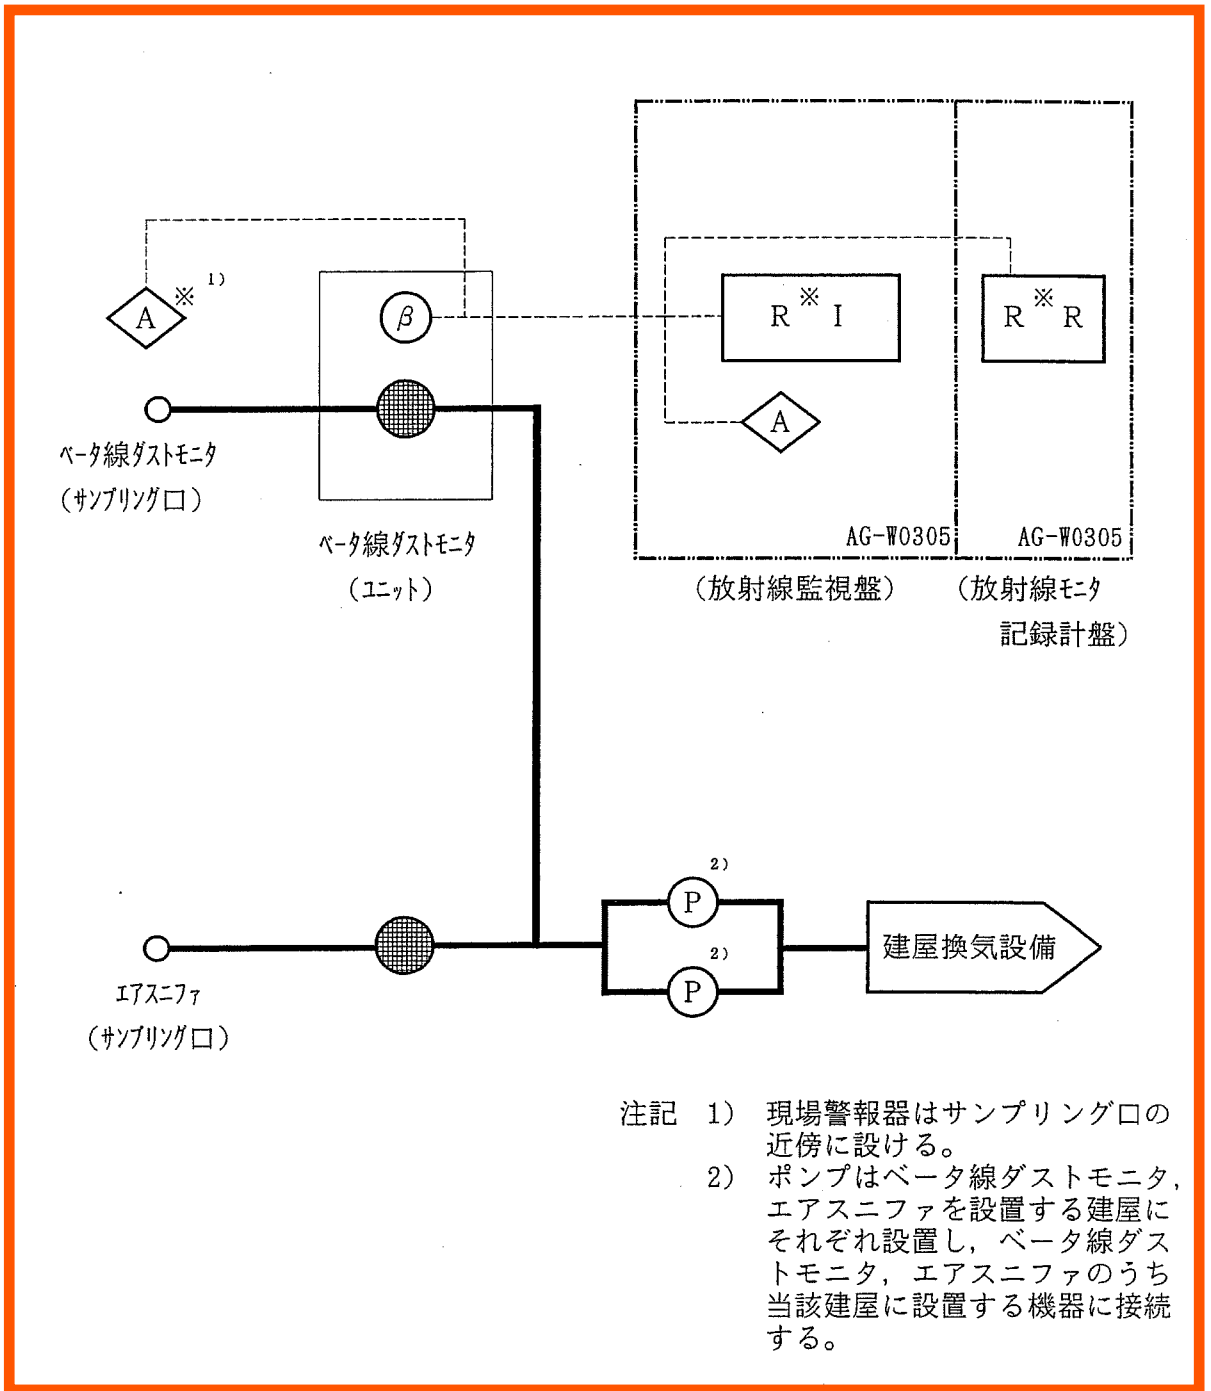 1)
A ※
β
R ※ I
R ※ R
A
ベータ線ダストモニタ
(サンプリング口)
ベータ線ダストモニタ
(ユニット)
AG-W0305
AG-W0305
(放射線監視盤)
(放射線モニタ
記録計盤)
2)
P
2)
P
建屋換気設備
エアスニファ
(サンプリング口)
注記 1) 現場警報器はサンプリング口の
近傍に設ける。
2) ポンプはベータ線ダストモニタ,
エアスニファを設置する建屋に
それぞれ設置し, ベータ線ダス
トモニタ, エアスニファのうち
当該建屋に設置する機器に接続
する。